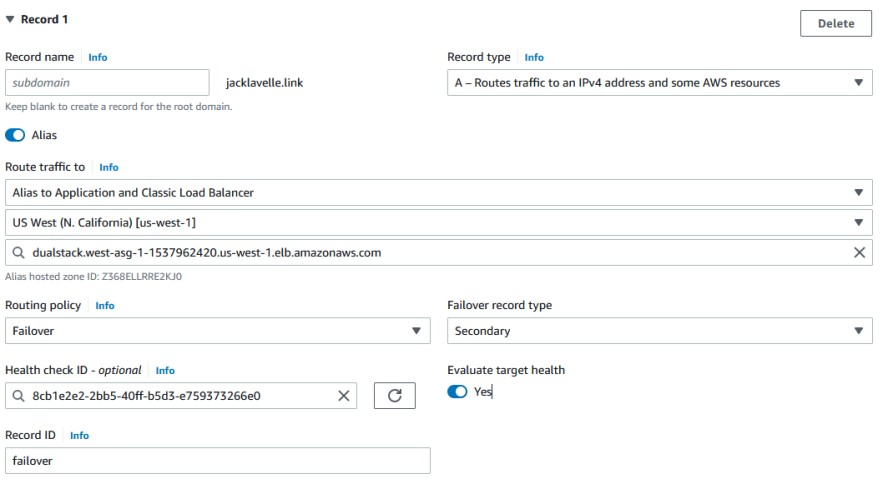 ▼ Record 1
Delete
Record name Info
subdomain jacklavelle.link
Keep blank to create a record for the root domain.
Record type Info
A – Routes traffic to an IPv4 address and some AWS resources
Alias
Route traffic to Info
Alias to Application and Classic Load Balancer
US West (N. California) [us-west-1]
dualstack.west-asg-1-1537962420.us-west-1.elb.amazonaws.com
Alias hosted zone ID: Z368ELLRRE2KJ0
Routing policy Info
Failover
Failover record type
Secondary
Health check ID - optional Info
8cb1e2e2-2bb5-40ff-b5d3-e759373266e0
Evaluate target health
Yes
Record ID Info
failover